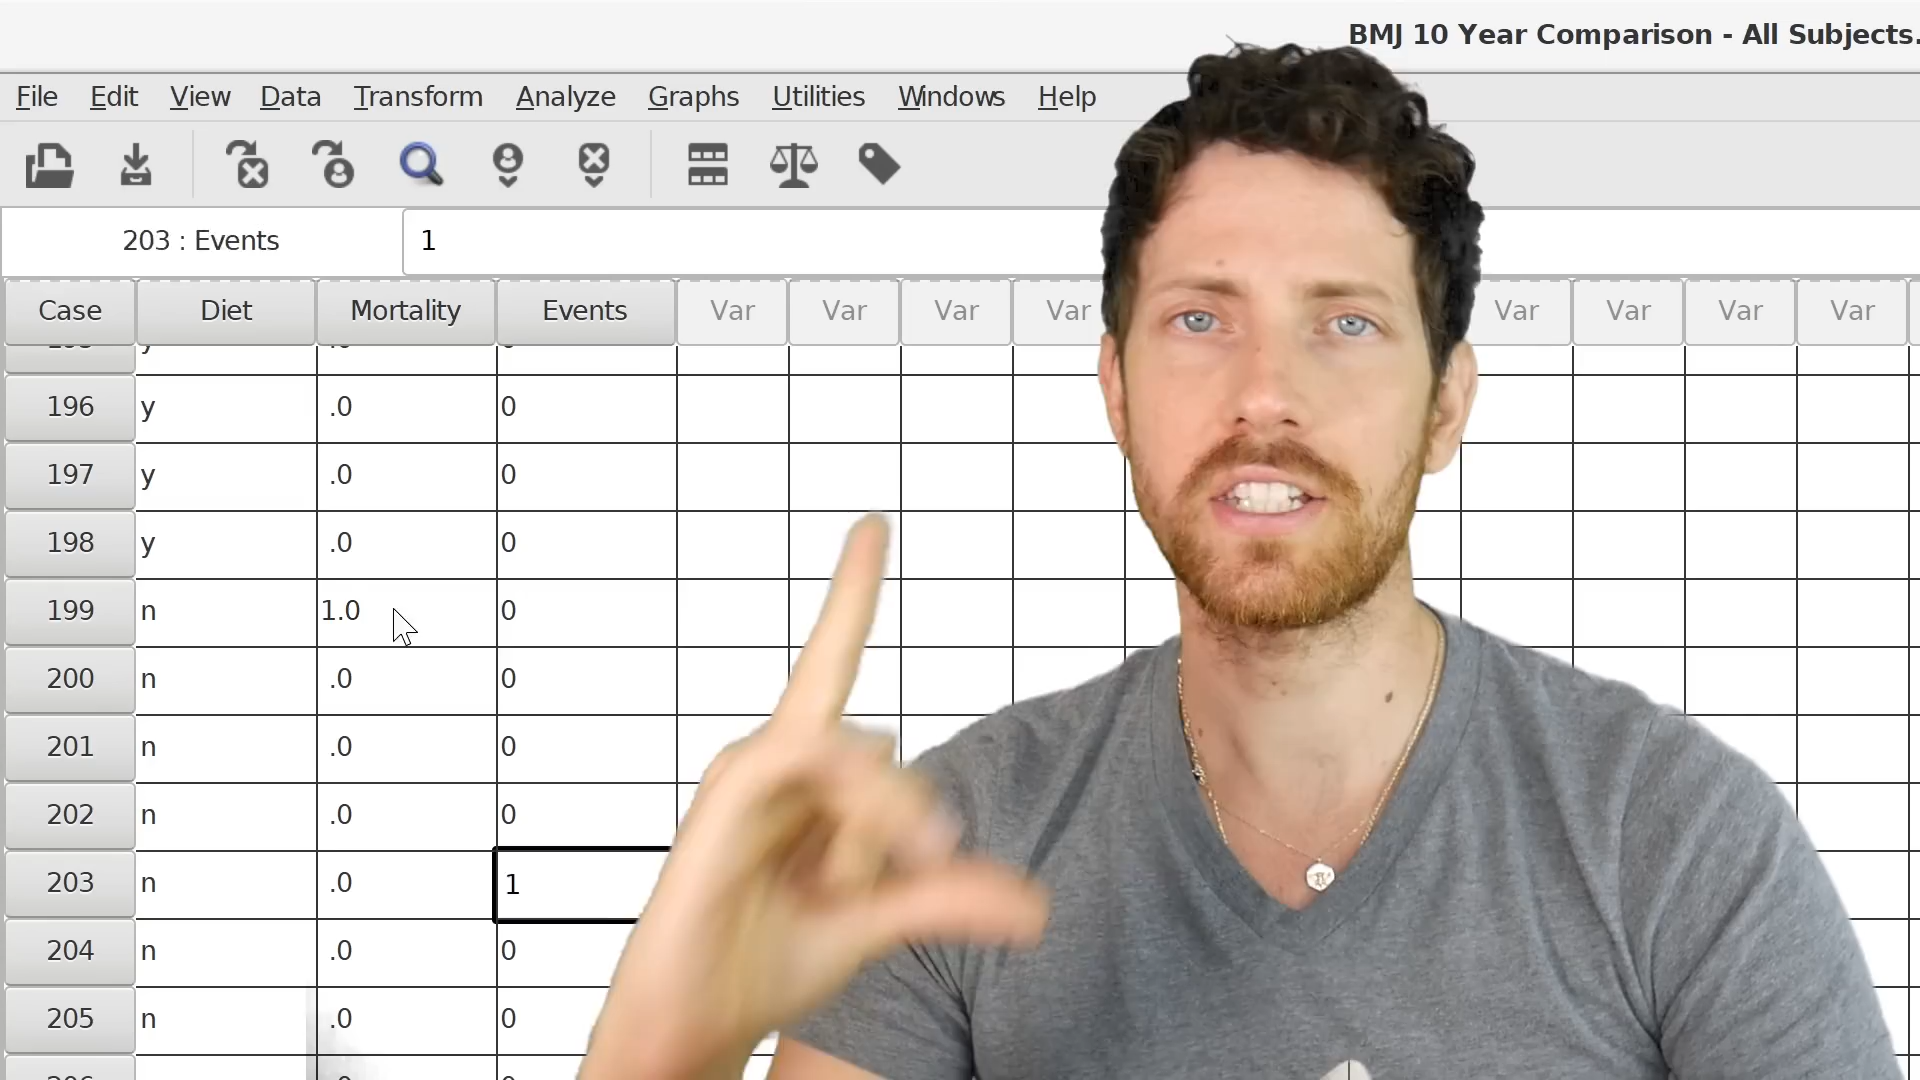 BMJ 10 Year Comparison - All Subjects.
File Edit View Data Transform Analyze Graphs Utilities Windows Help
203 : Events 1
Case Diet Mortality Events Var Var Var Var Var Var Var Var
196 y .0 0
197 y .0 0
198 y .0 0
199 n 1.0 0
200 n .0 0
201 n .0 0
202 n .0 0
203 n .0 1
204 n .0 0
205 n .0 0